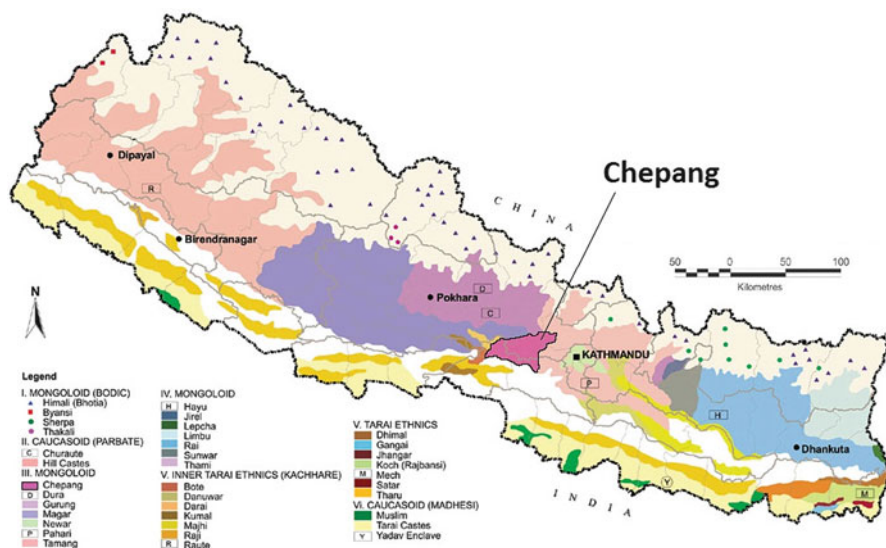 Chepang
CHINA
Dipayal
R
Birendranagar
50 0 50 100
Kilometres
N
D
Pokhara
C
KATHMANDU
P
H
Dhankuta
INDIA
Y
M
Legend
I. MONGOLOID (BODIC)
Himali (Bhotia)
Byansi
Sherpa
Thakali
II. CAUCASOID (PARBATE)
C Churaute
Hill Castes
III. MONGOLOID
Chepang
D Dura
Gurung
Magar
Newar
P Pahari
Tamang
IV. MONGOLOID
H Hayu
Jirel
Lepcha
Limbu
Rai
Sunwar
Thami
V. INNER TARAI ETHNICS (KACHHARE)
Bote
Danuwar
Darai
Kumal
Majhi
Raji
R Raute
V. TARAI ETHNICS
Dhimal
Gangai
Jhangar
Koch (Rajbansi)
M Mech
Satar
Tharu
VI. CAUCASOID (MADHESI)
Muslim
Tarai Castes
Y Yadav Enclave